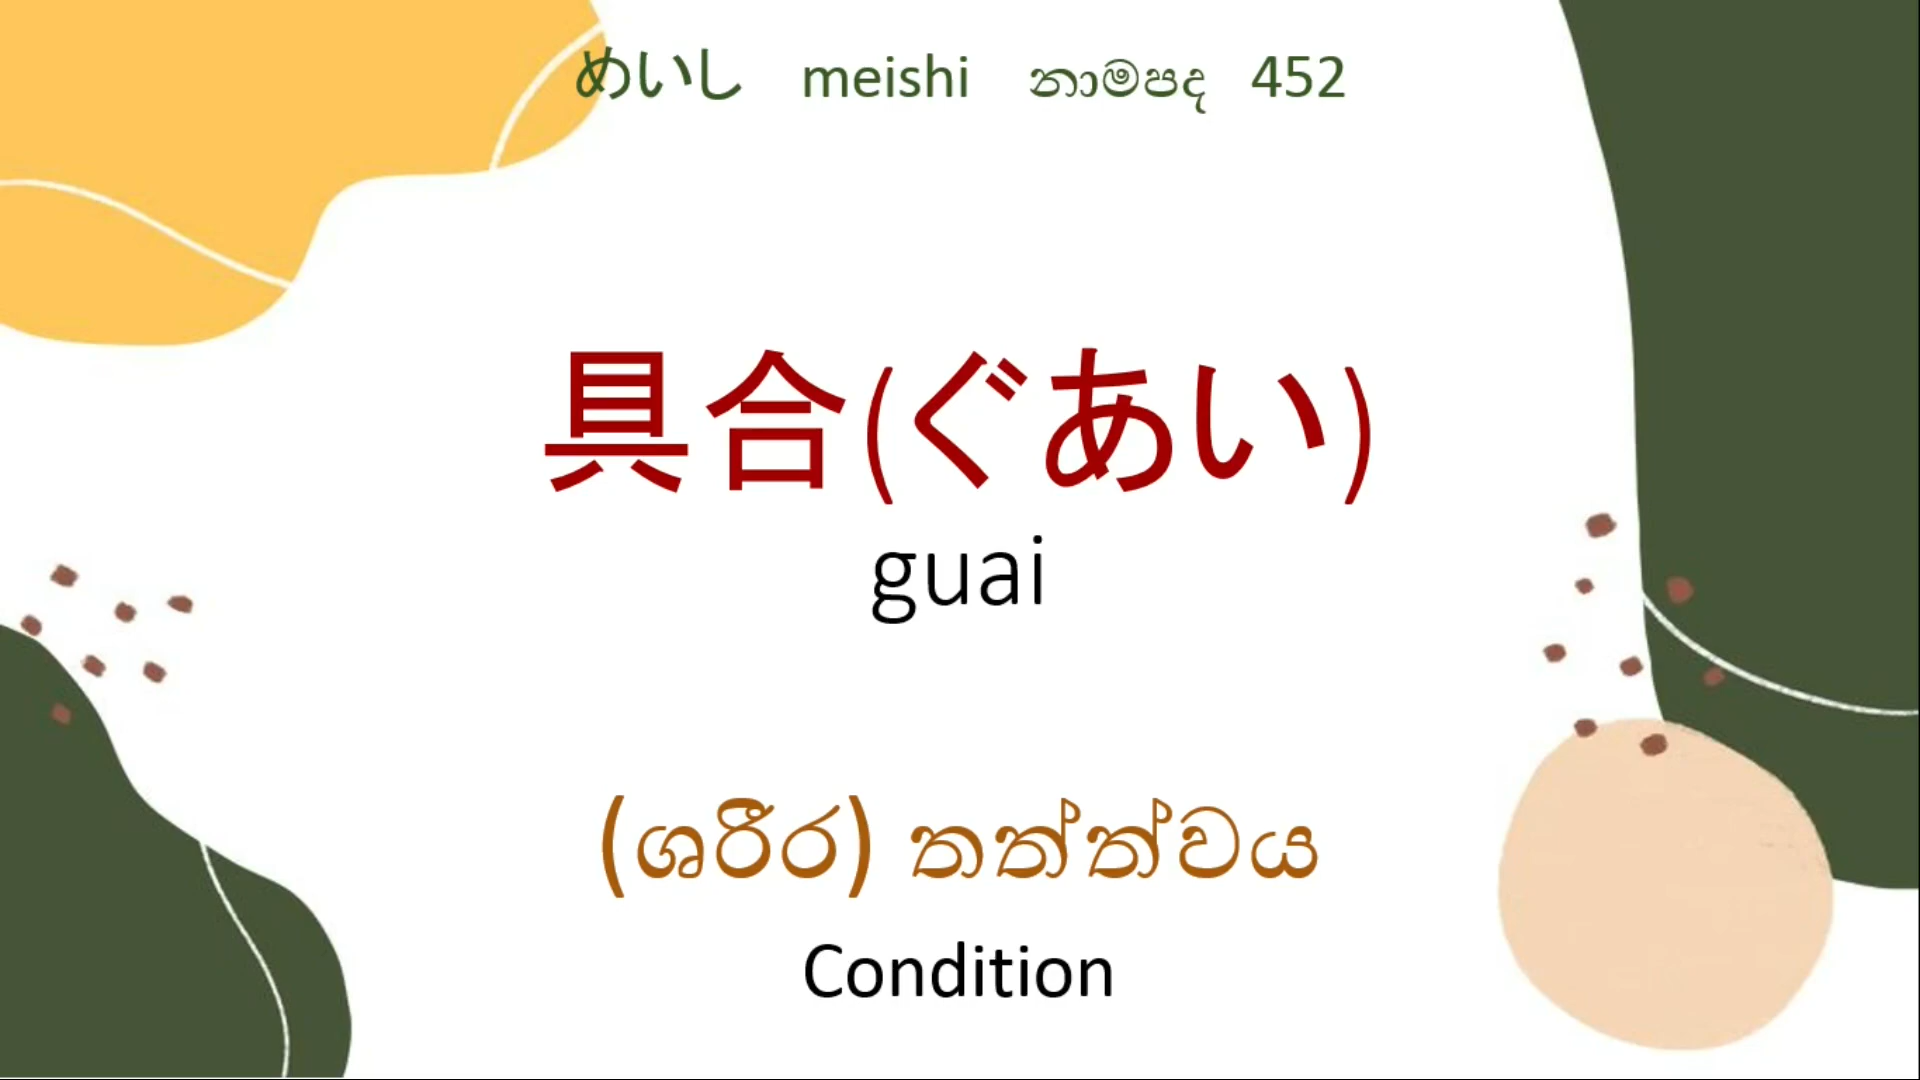 めいし meishi නාමපද 452
具合(ぐあい)
guai
(ශරීර) තත්ත්වය
Condition